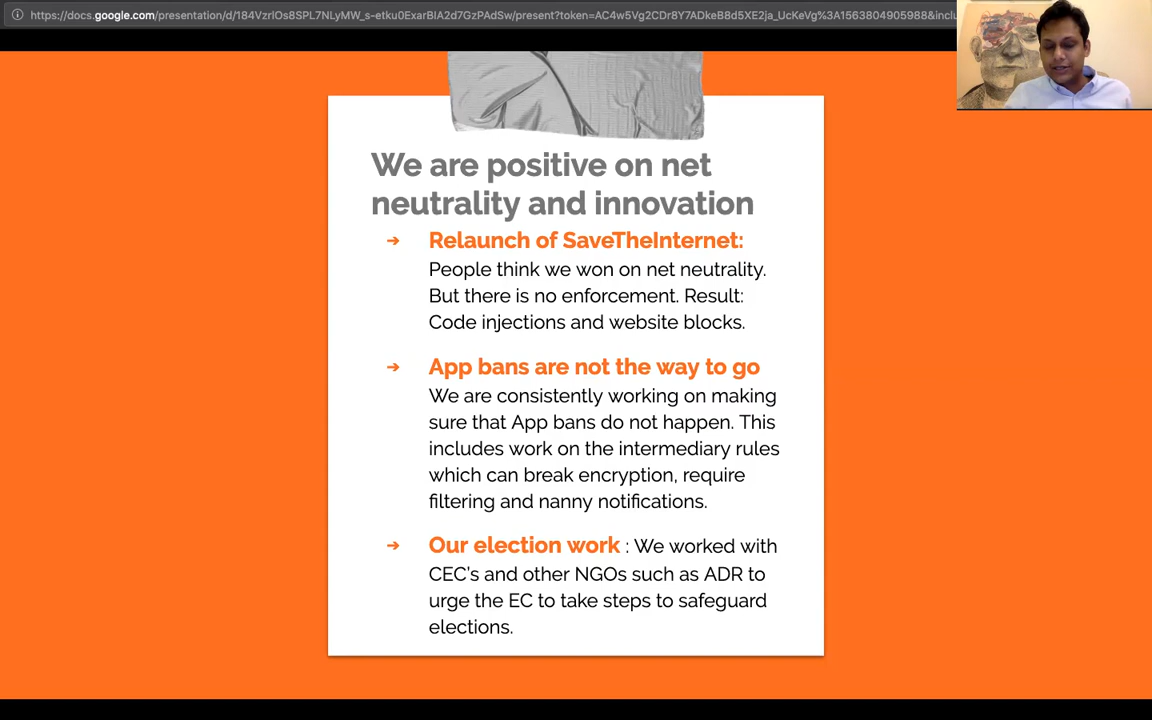 https://docs.google.com/presentation/d/184VzrlOs8SPL7NLyMW_s-etku0ExarBIA2d7GzPAdSw/present?token=AC4w5Vg2CDr8Y7ADkeB8d5XE2ja_UcKeVg%3A1563804905988&inclu
We are positive on net
neutrality and innovation
➔ Relaunch of SaveTheInternet:
People think we won on net neutrality.
But there is no enforcement. Result:
Code injections and website blocks.
➔ App bans are not the way to go
We are consistently working on making
sure that App bans do not happen. This
includes work on the intermediary rules
which can break encryption, require
filtering and nanny notifications.
➔ Our election work : We worked with
CEC's and other NGOs such as ADR to
urge the EC to take steps to safeguard
elections.